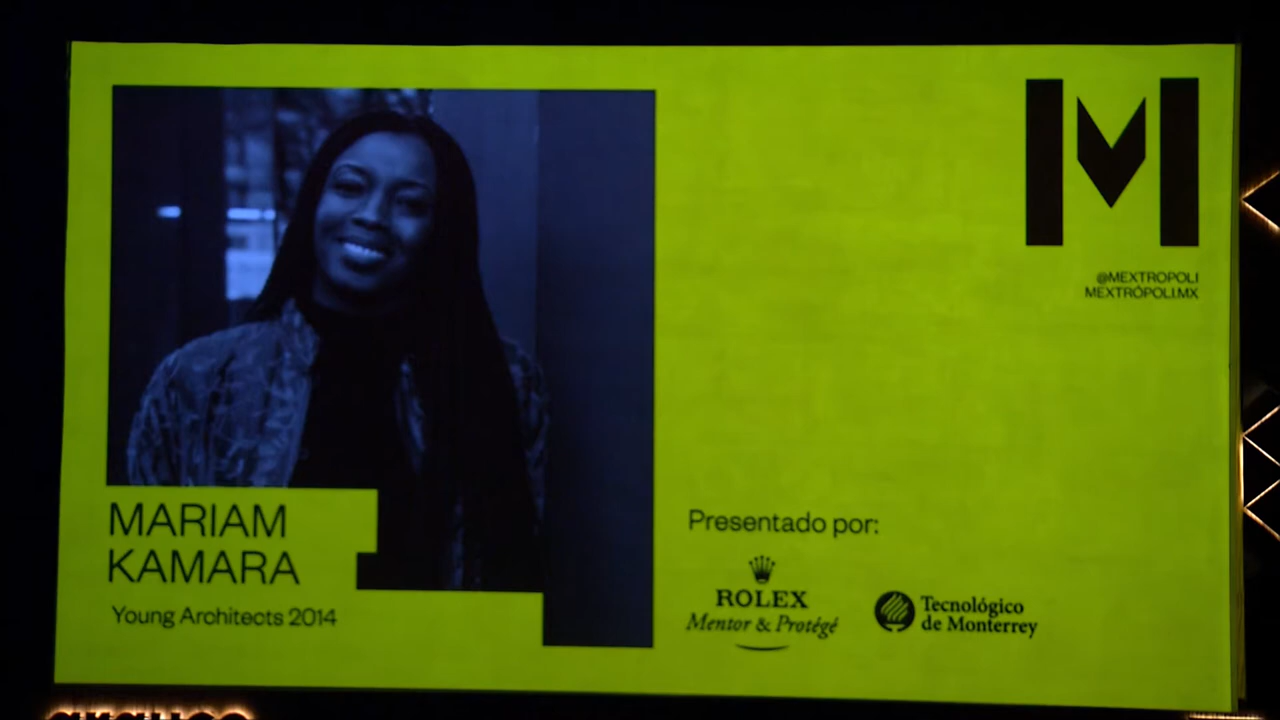 M
@MEXTROPOLI
MEXTRÓPOLI.MX
MARIAM
KAMARA
Young Architects 2014
Presentado por:
ROLEX
Mentor & Protégé
Tecnológico
de Monterrey